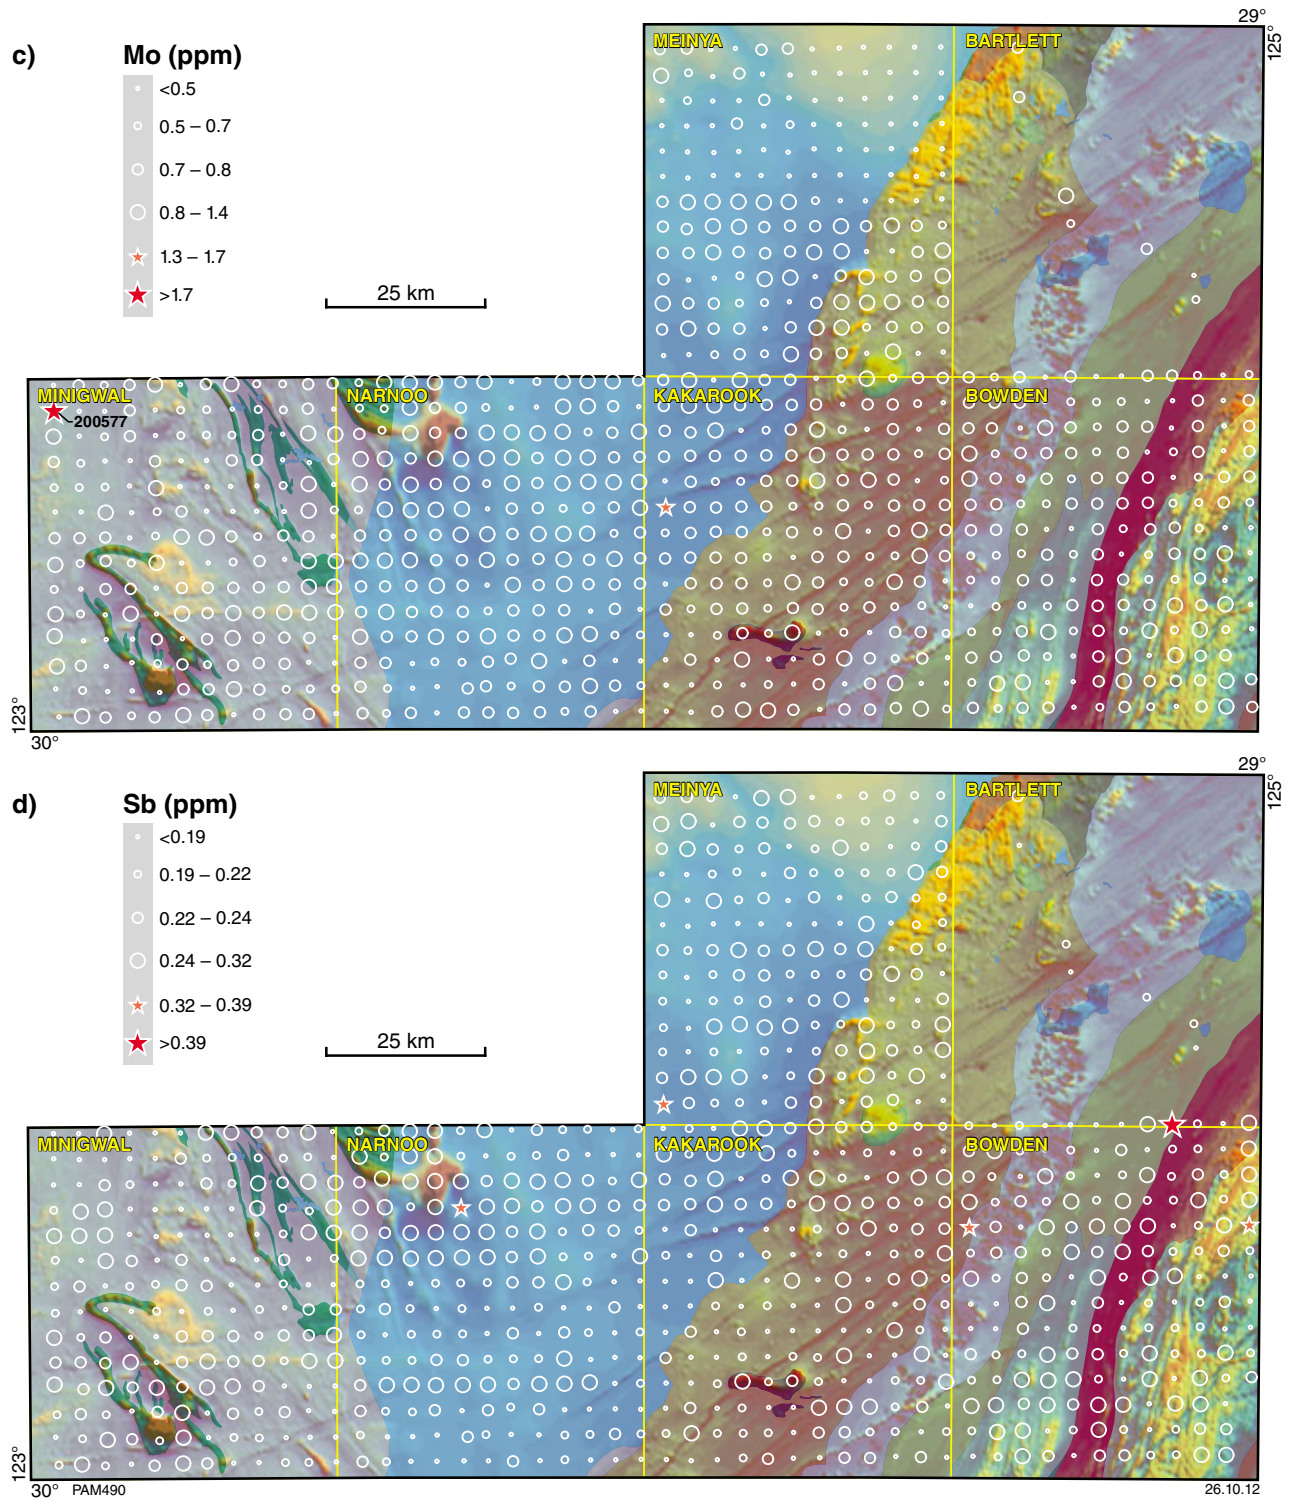 29°
125°
c)
Mo (ppm)
<0.5
0.5 – 0.7
0.7 – 0.8
0.8 – 1.4
1.3 – 1.7
>1.7
25 km
MEINYA
BARTLETT
MINIGWAL
NARNOO
KAKAROOK
BOWDEN
200577
123°
30°
29°
125°
d)
Sb (ppm)
<0.19
0.19 – 0.22
0.22 – 0.24
0.24 – 0.32
0.32 – 0.39
>0.39
25 km
MEINYA
BARTLETT
MINIGWAL
NARNOO
KAKAROOK
BOWDEN
123°
30°
PAM490
26.10.12